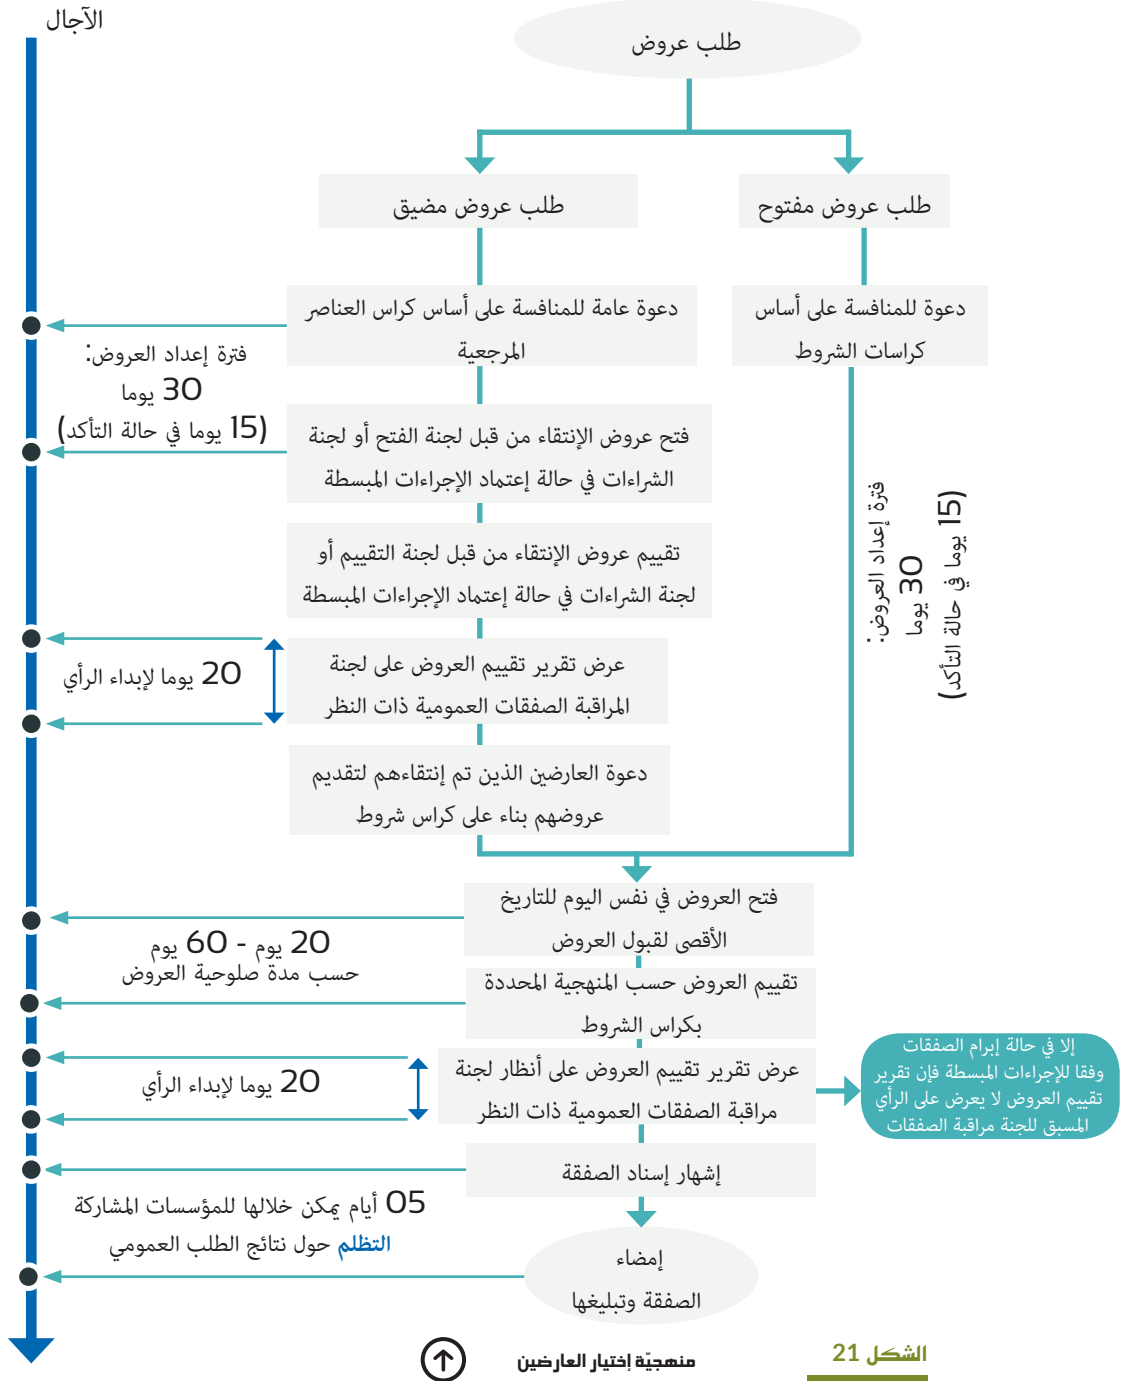 الآجال
طلب عروض
طلب عروض مفتوح
طلب عروض مضيق
دعوة للمنافسة على أساس
كراسات الشروط
دعوة عامة للمنافسة على أساس كراس العناصر
المرجعية
فترة إعداد العروض:
30 يوما
(15 يوما في حالة التأكد)
فتح عروض الإنتقاء من قبل لجنة الفتح أو لجنة
الشراءات في حالة إعتماد الإجراءات المبسطة
فترة إعداد العروض:
30 يوما
(15 يوما في حالة التأكد)
تقييم عروض الإنتقاء من قبل لجنة التقييم أو
لجنة الشراءات في حالة إعتماد الإجراءات المبسطة
عرض تقرير تقييم العروض على لجنة
المراقبة الصفقات العمومية ذات النظر
20 يوما لإبداء الرأي
دعوة العارضين الذين تم إنتقاءهم لتقديم
عروضهم بناء على كراس شروط
فتح العروض في نفس اليوم للتاريخ
الأقصى لقبول العروض
20 يوم - 60 يوم
حسب مدة صلوحية العروض
تقييم العروض حسب المنهجية المحددة
بكراس الشروط
عرض تقرير تقييم العروض على أنظار لجنة
مراقبة الصفقات العمومية ذات النظر
20 يوما لإبداء الرأي
إلا في حالة إبرام الصفقات
وفقا للإجراءات المبسطة فإن تقرير
تقييم العروض لا يعرض على الرأي
المسبق للجنة مراقبة الصفقات
إشهار إسناد الصفقة
05 أيام يمكن خلالها للمؤسسات المشاركة
التظلم حول نتائج الطلب العمومي
إمضاء
الصفقة وتبليغها
الشكل 21
منهجيّة إختيار العارضين